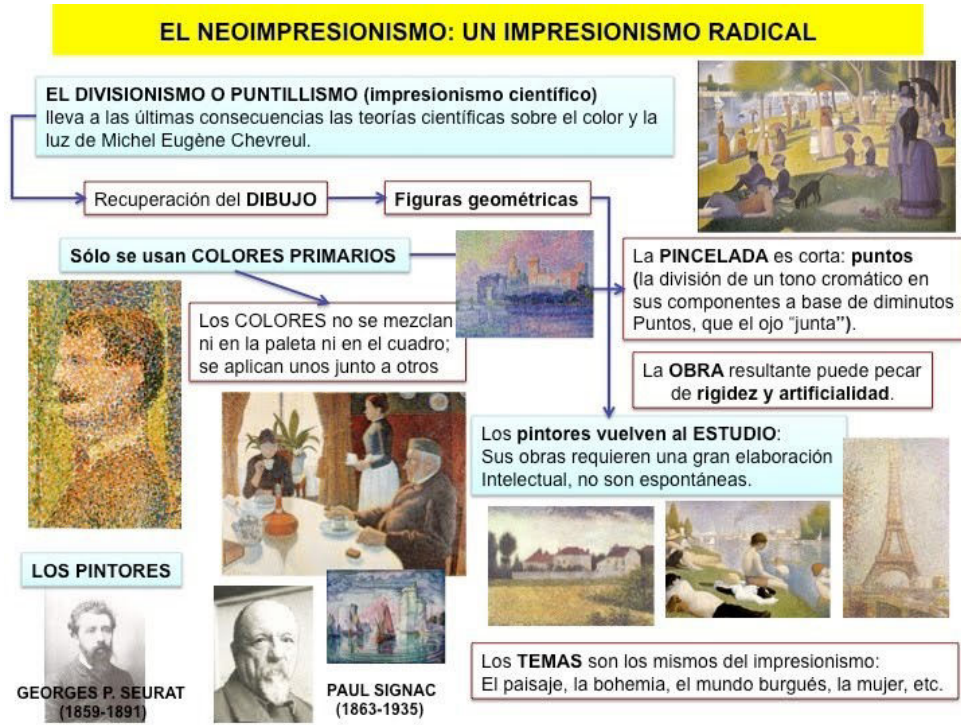 EL NEOIMPRESIONISMO: UN IMPRESIONISMO RADICAL
EL DIVISIONISMO O PUNTILLISMO (impresionismo científico)
lleva a las últimas consecuencias las teorías científicas sobre el color y la
luz de Michel Eugène Chevreul.
Recuperación del DIBUJO
Figuras geométricas
Sólo se usan COLORES PRIMARIOS
La PINCELADA es corta: puntos
(la división de un tono cromático en
sus componentes a base de diminutos
Puntos, que el ojo “junta”).
Los COLORES no se mezclan
ni en la paleta ni en el cuadro;
se aplican unos junto a otros
La OBRA resultante puede pecar
de rigidez y artificialidad.
Los pintores vuelven al ESTUDIO:
Sus obras requieren una gran elaboración
Intelectual, no son espontáneas.
LOS PINTORES
GEORGES P. SEURAT
(1859-1891)
PAUL SIGNAC
(1863-1935)
Los TEMAS son los mismos del impresionismo:
El paisaje, la bohemia, el mundo burgués, la mujer, etc.